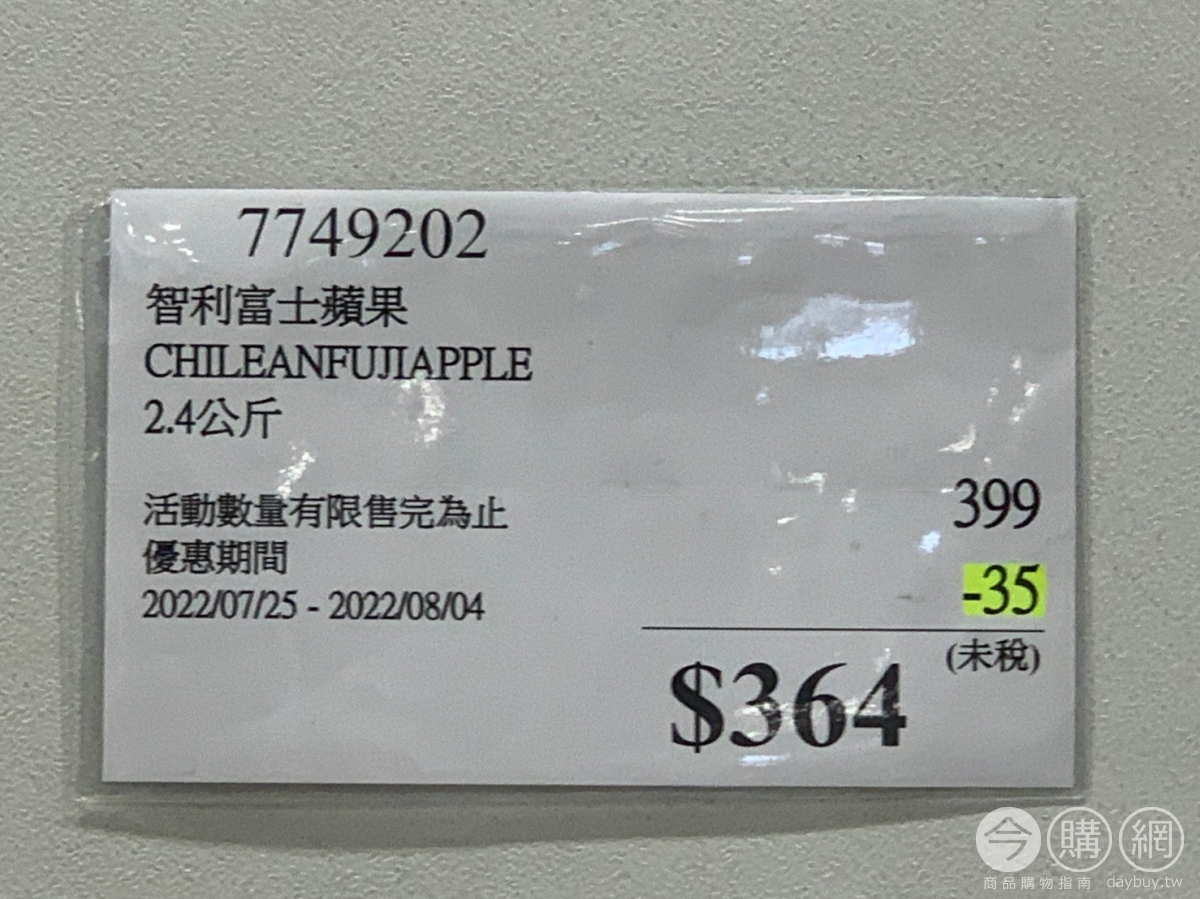 7749202
智利富士蘋果
CHILEANFUJIAPPLE
2.4公斤
活動數量有限售完為止
399
優惠期間
-35
2022/07/25 - 2022/08/04
(未稅)
$364
今購網
商品購物指南 daybuy.tw